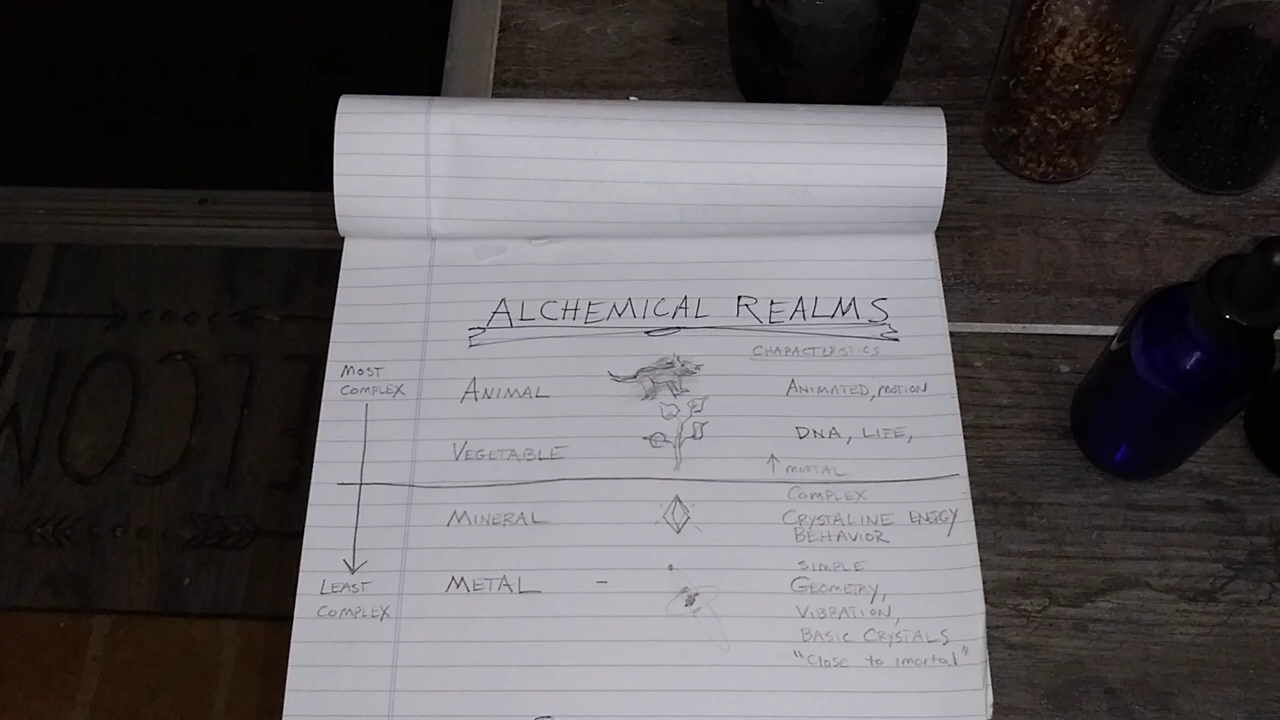 ALCHEMICAL REALMS
CHARACTERISTICS
MOST
COMPLEX
ANIMAL
ANIMATED, MOTION
VEGETABLE
DNA, LIFE,
↑ MORTAL
MINERAL
COMPLEX
CRYSTALINE ENERGY
BEHAVIOR
LEAST
COMPLEX
METAL -
SIMPLE
GEOMETRY,
VIBRATION,
BASIC CRYSTALS
"Close to imortal"